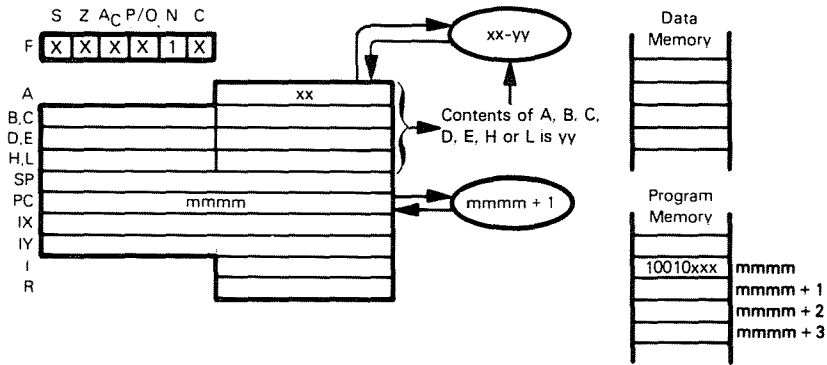 S Z AC P/O N C
F X X X X 1 X
A xx
B,C
D,E
H,L
SP
PC mmmm
IX
IY
I
R
xx-yy
Contents of A, B, C,
D, E, H or L is yy
mmmm + 1
Data
Memory
Program
Memory
10010xxx mmmm
mmmm + 1
mmmm + 2
mmmm + 3